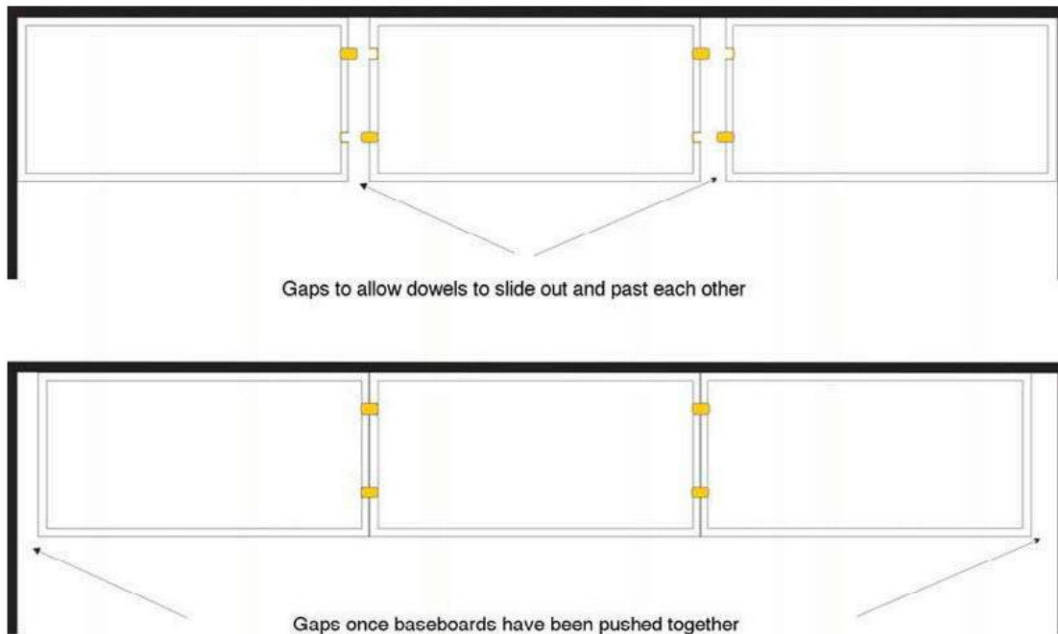 Gaps to allow dowels to slide out and past each other
Gaps once baseboards have been pushed together